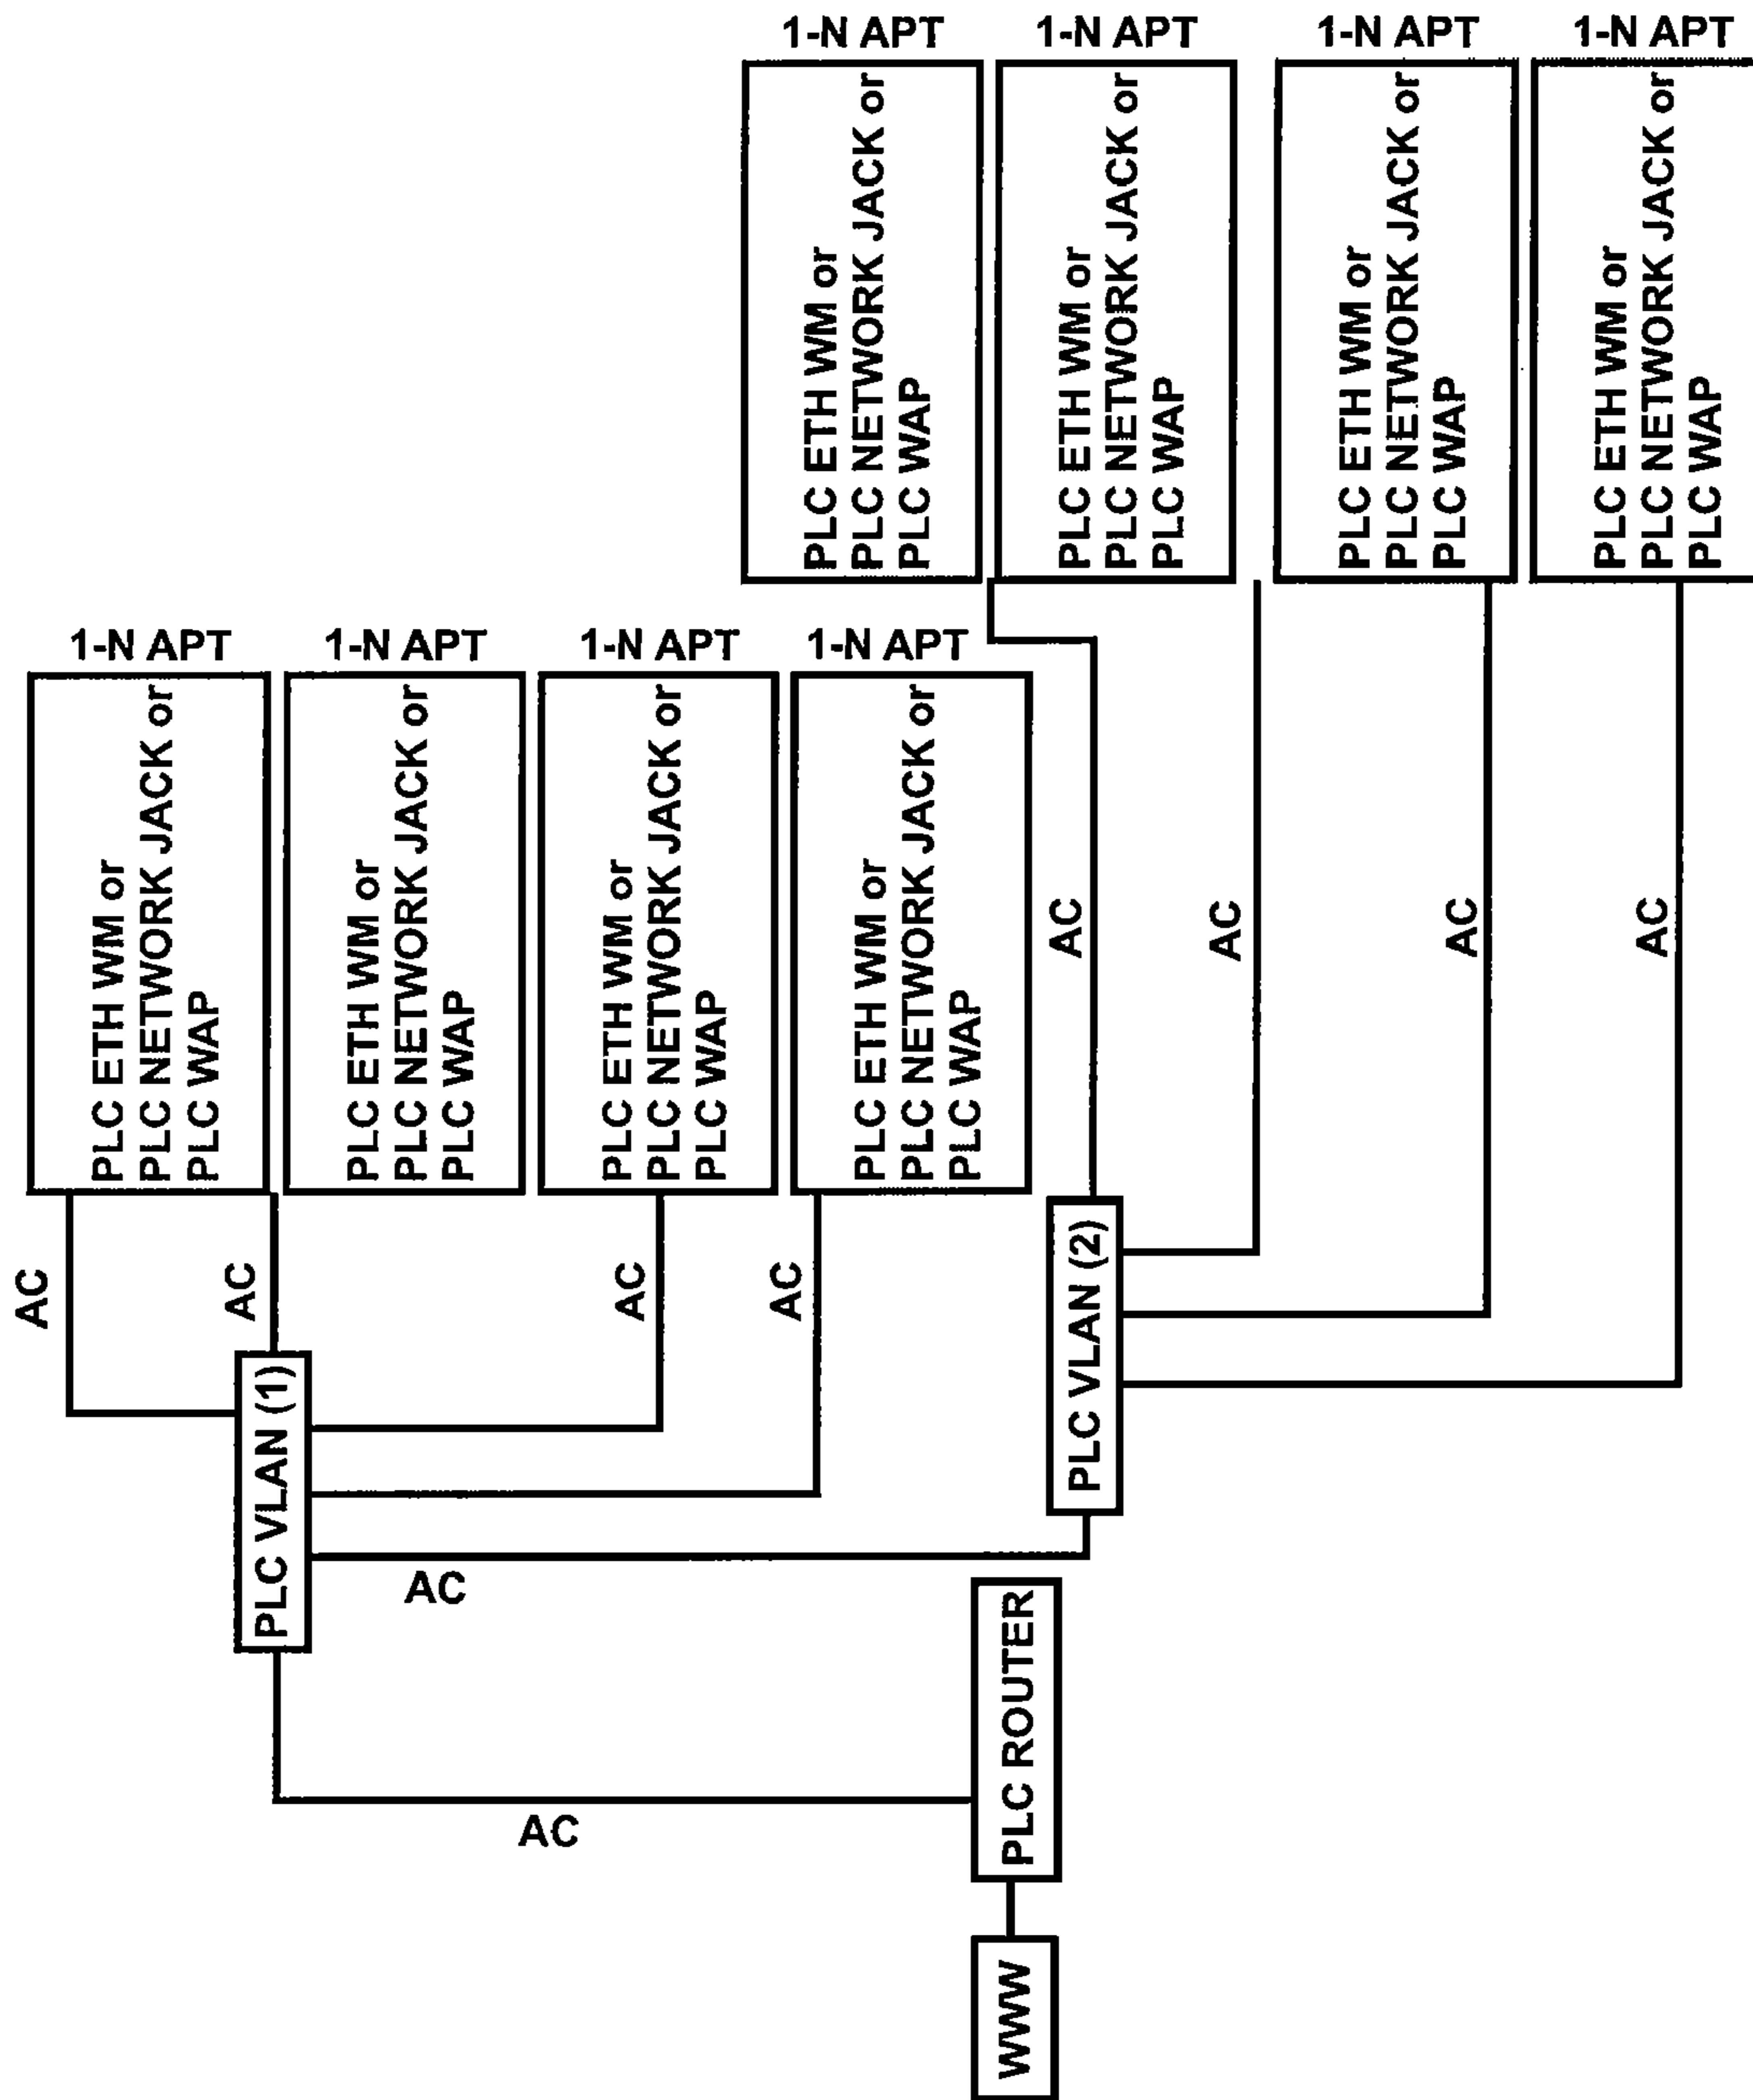 1-N APT
PLC ETH WM or
PLC NETWORK JACK or
PLC WAP
1-N APT
PLC ETH WM or
PLC NETWORK JACK or
PLC WAP
1-N APT
PLC ETH WM or
PLC NETWORK JACK or
PLC WAP
1-N APT
PLC ETH WM or
PLC NETWORK JACK or
PLC WAP
1-N APT
PLC ETH WM or
PLC NETWORK JACK or
PLC WAP
1-N APT
PLC ETH WM or
PLC NETWORK JACK or
PLC WAP
1-N APT
PLC ETH WM or
PLC NETWORK JACK or
PLC WAP
1-N APT
PLC ETH WM or
PLC NETWORK JACK or
PLC WAP
AC
AC
AC
AC
AC
AC
AC
AC
PLC VLAN (1)
PLC VLAN (2)
AC
AC
PLC ROUTER
WWW